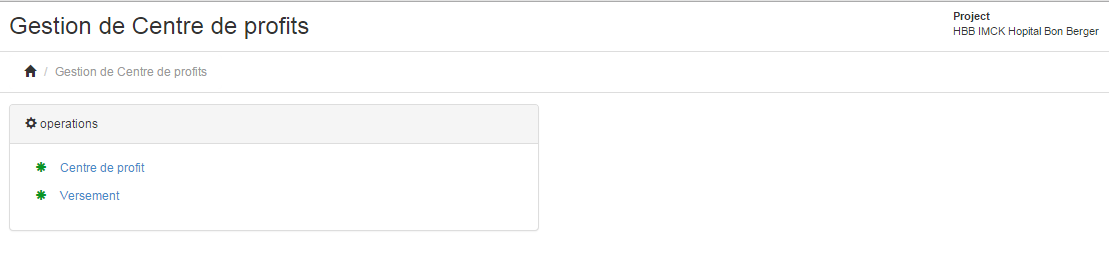 Gestion de Centre de profits
Project
HBB IMCK Hopital Bon Berger
/ Gestion de Centre de profits
operations
Centre de profit
Versement